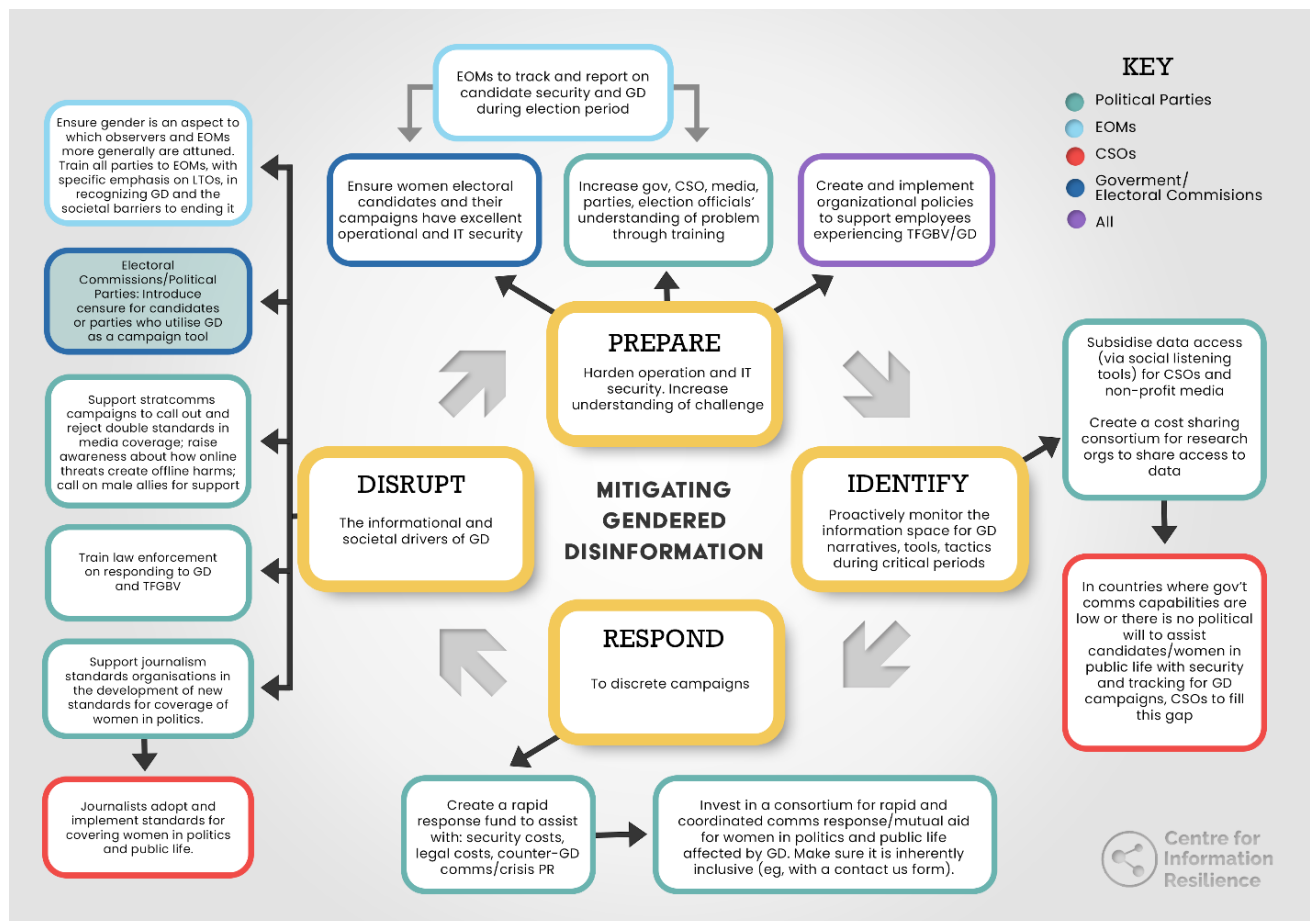 EOMs to track and report on
candidate security and GD
during election period
KEY
Political Parties
EOMs
CSOs
Goverment/
Electoral Commisions
All
Ensure gender is an aspect to
which observers and EOMs
more generally are attuned.
Train all parties to EOMs, with
specific emphasis on LTOs, in
recognizing GD and the
societal barriers to ending it
Ensure women electoral
candidates and their
campaigns have excellent
operational and IT security
Increase gov, CSO, media,
parties, election officials’
understanding of problem
through training
Create and implement
organizational policies
to support employees
experiencing TFGBV/GD
Electoral
Commissions/Political
Parties: Introduce
censure for candidates
or parties who utilise GD
as a campaign tool
PREPARE
Harden operation and IT
security. Increase
understanding of challenge
Subsidise data access
(via social listening
tools) for CSOs and
non-profit media
Create a cost sharing
consortium for research
orgs to share access to
data
Support stratcomms
campaigns to call out and
reject double standards in
media coverage; raise
awareness about how online
threats create offline harms;
call on male allies for support
DISRUPT
The informational and
societal drivers of GD
MITIGATING
GENDERED
DISINFORMATION
IDENTIFY
Proactively monitor the
information space for GD
narratives, tools, tactics
during critical periods
Train law enforcement
on responding to GD
and TFGBV
In countries where gov’t
comms capabilities are
low or there is no political
will to assist
candidates/women in
public life with security
and tracking for GD
campaigns, CSOs to fill
this gap
RESPOND
To discrete campaigns
Support journalism
standards organisations in
the development of new
standards for coverage of
women in politics.
Journalists adopt and
implement standards for
covering women in politics
and public life.
Create a rapid
response fund to assist
with: security costs,
legal costs, counter-GD
comms/crisis PR
Invest in a consortium for rapid and
coordinated comms response/mutual aid
for women in politics and public life
affected by GD. Make sure it is inherently
inclusive (eg, with a contact us form).
Centre for
Information
Resilience